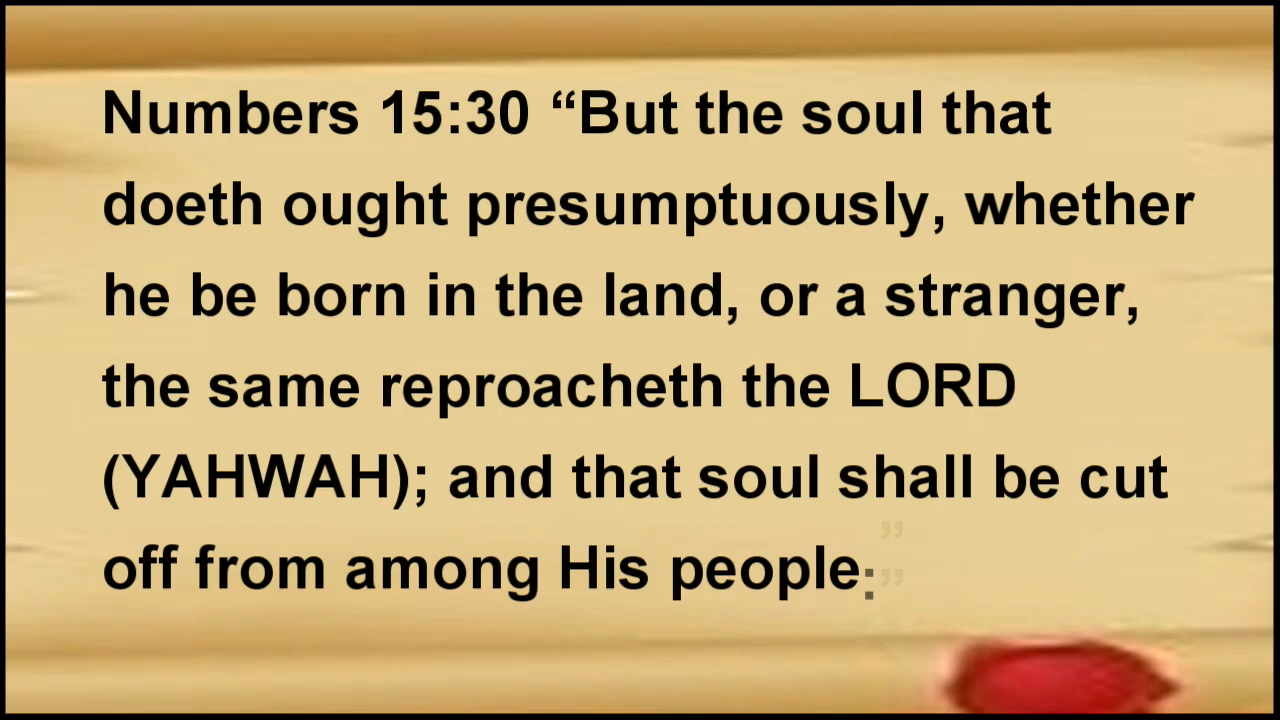 Numbers 15:30 “But the soul that
doeth ought presumptuously, whether
he be born in the land, or a stranger,
the same reproacheth the LORD
(YAHWAH); and that soul shall be cut
off from among His people.”